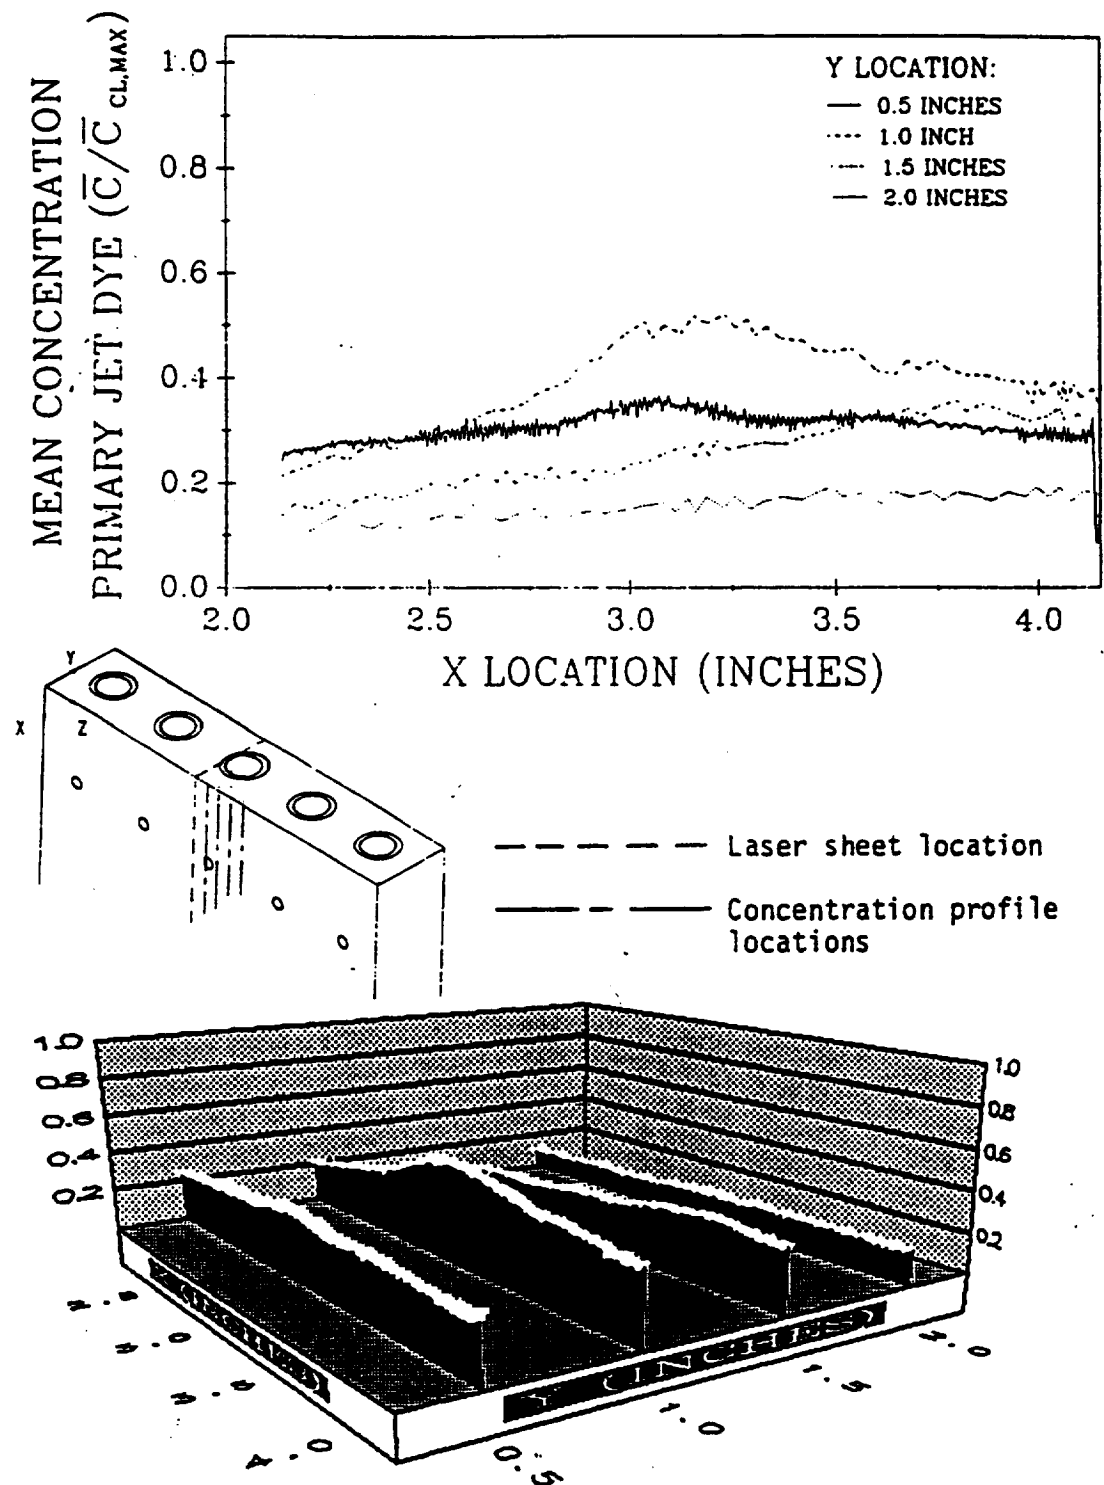 MEAN CONCENTRATION
PRIMARY JET DYE (C̅/C̅ CL,MAX)
1.0
0.8
0.6
0.4
0.2
0.0
Y LOCATION:
0.5 INCHES
1.0 INCH
1.5 INCHES
2.0 INCHES
2.0 2.5 3.0 3.5 4.0
X LOCATION (INCHES)
Y
X
Z
Laser sheet location
Concentration profile
locations
1.0
0.8
0.6
0.4
0.2
1.0
0.8
0.6
0.4
0.2
(INCHES)
4.0
Y (INCHES)
0.5
1.0
1.5